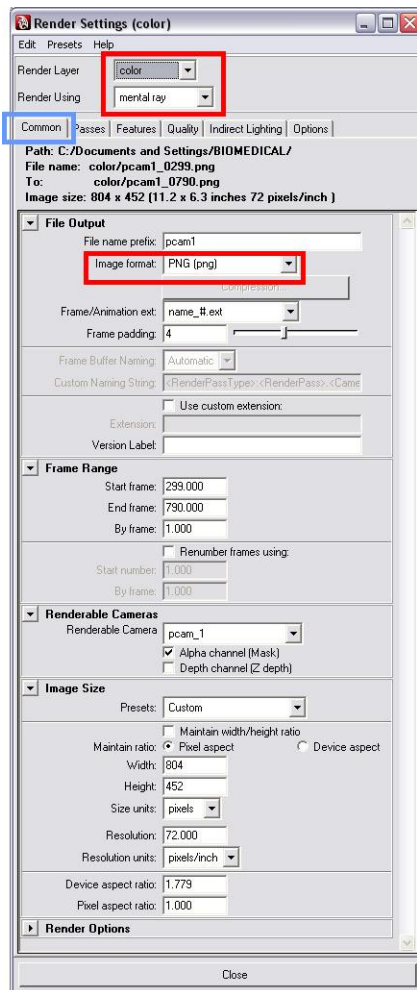 Render Settings (color)
Edit Presets Help
Render Layer color
Render Using mental ray
Common Passes Features Quality Indirect Lighting Options
Path: C:/Documents and Settings/BIOMEDICAL/
File name: color/pcam1_0299.png
To: color/pcam1_0790.png
Image size: 804 x 452 (11.2 x 6.3 inches 72 pixels/inch )
File Output
File name prefix: pcam1
Image format: PNG (png)
Compression...
Frame/Animation ext: name_#.ext
Frame padding: 4
Frame Buffer Naming: Automatic
Custom Naming String: <RenderPassType>:<RenderPass>.<Came
Use custom extension:
Extension:
Version Label:
Frame Range
Start frame: 299.000
End frame: 790.000
By frame: 1.000
Renumber frames using:
Start number: 1.000
By frame: 1.000
Renderable Cameras
Renderable Camera pcam_1
Alpha channel (Mask)
Depth channel (Z depth)
Image Size
Presets: Custom
Maintain width/height ratio
Maintain ratio: Pixel aspect Device aspect
Width: 804
Height: 452
Size units: pixels
Resolution: 72.000
Resolution units: pixels/inch
Device aspect ratio: 1.779
Pixel aspect ratio: 1.000
Render Options
Close